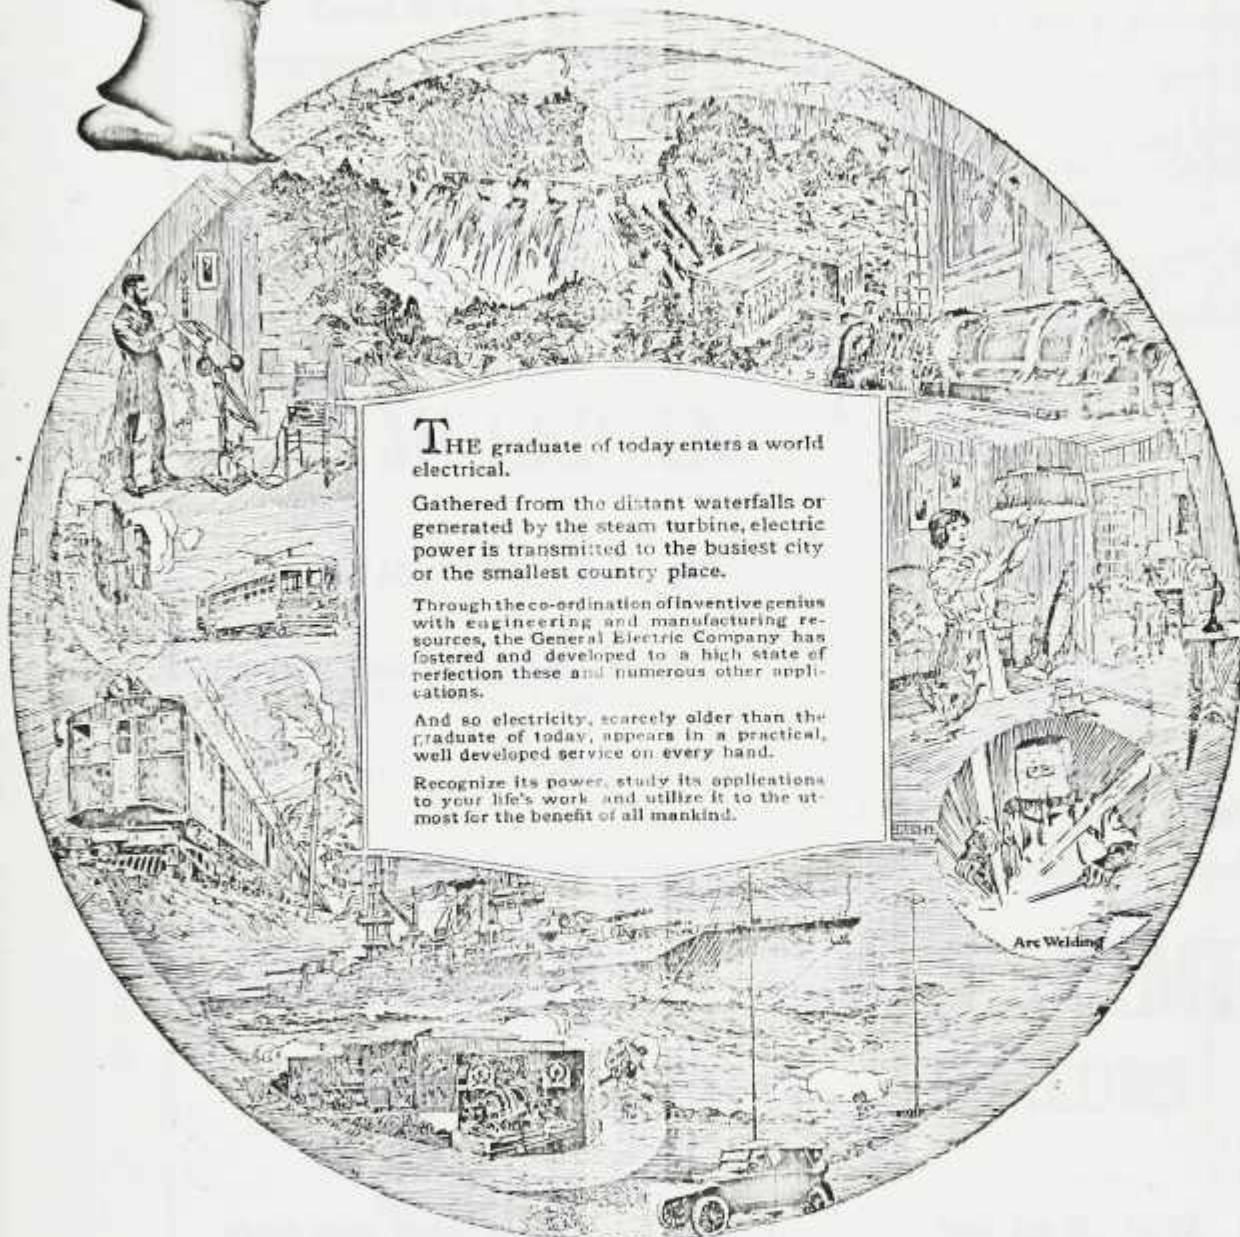 THE graduate of today enters a world
electrical.
Gathered from the distant waterfalls or
generated by the steam turbine, electric
power is transmitted to the busiest city
or the smallest country place.
Through the co-ordination of inventive genius
with engineering and manufacturing re-
sources, the General Electric Company has
fostered and developed to a high state of
perfection these and numerous other appli-
cations.
And so electricity, scarcely older than the
graduate of today, appears in a practical,
well developed service on every hand.
Recognize its power, study its applications
to your life's work and utilize it to the ut-
most for the benefit of all mankind.
Arc Welding